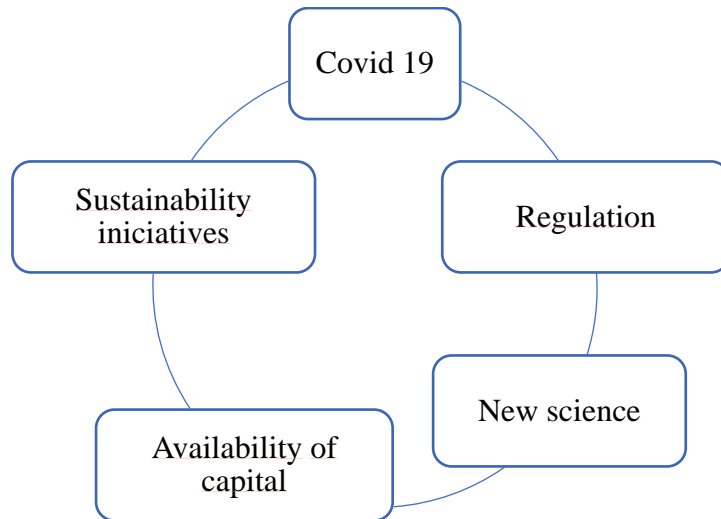 Covid 19
Regulation
New science
Availability of
capital
Sustainability
iniciatives